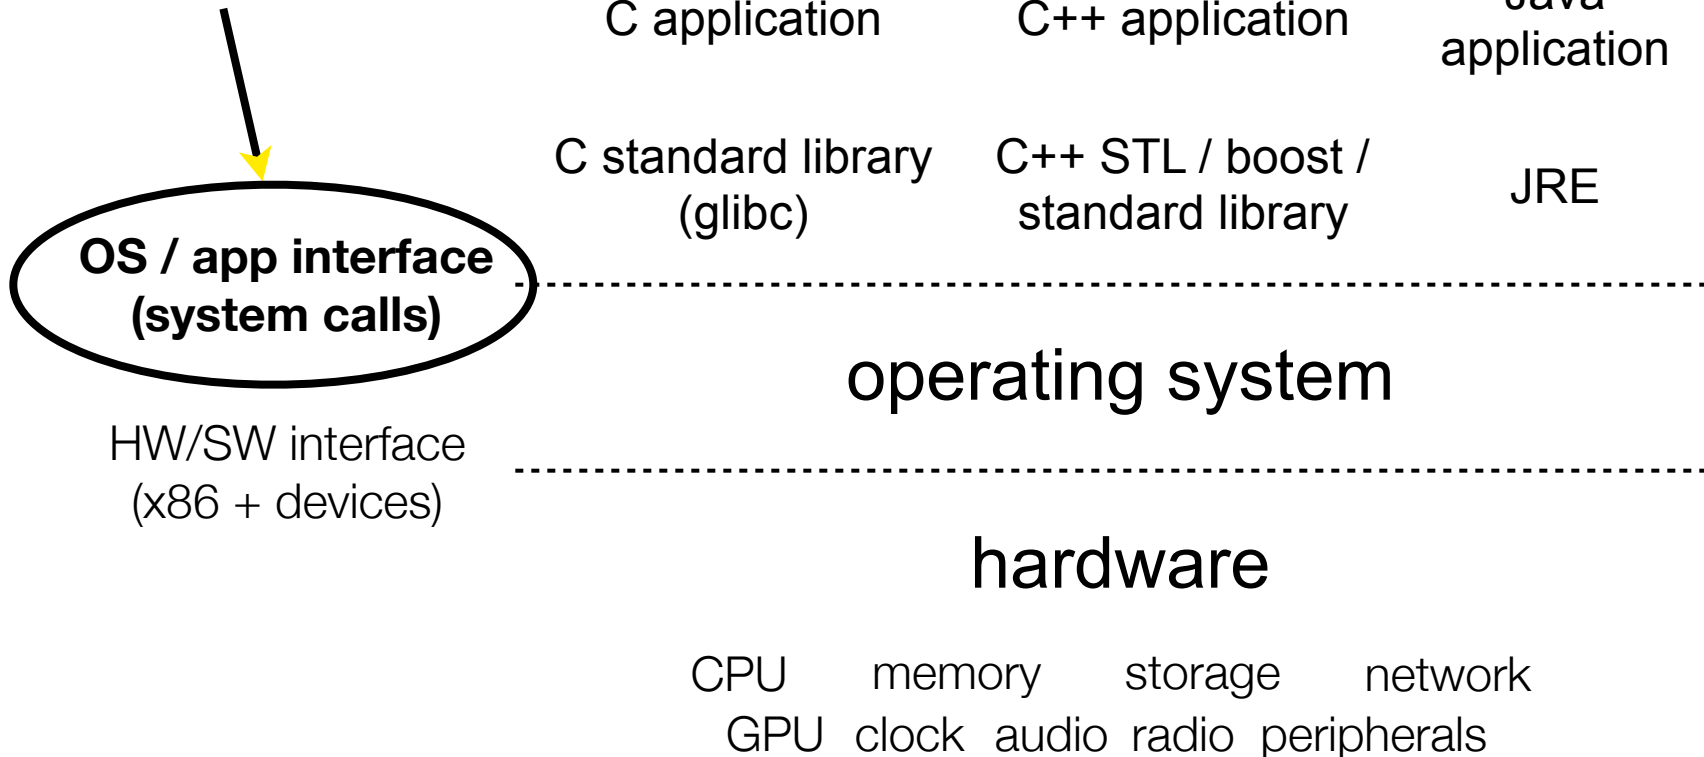 C application
C++ application
Java
application
C standard library
(glibc)
C++ STL / boost /
standard library
JRE
OS / app interface
(system calls)
operating system
HW/SW interface
(x86 + devices)
hardware
CPU memory storage network
GPU clock audio radio peripherals